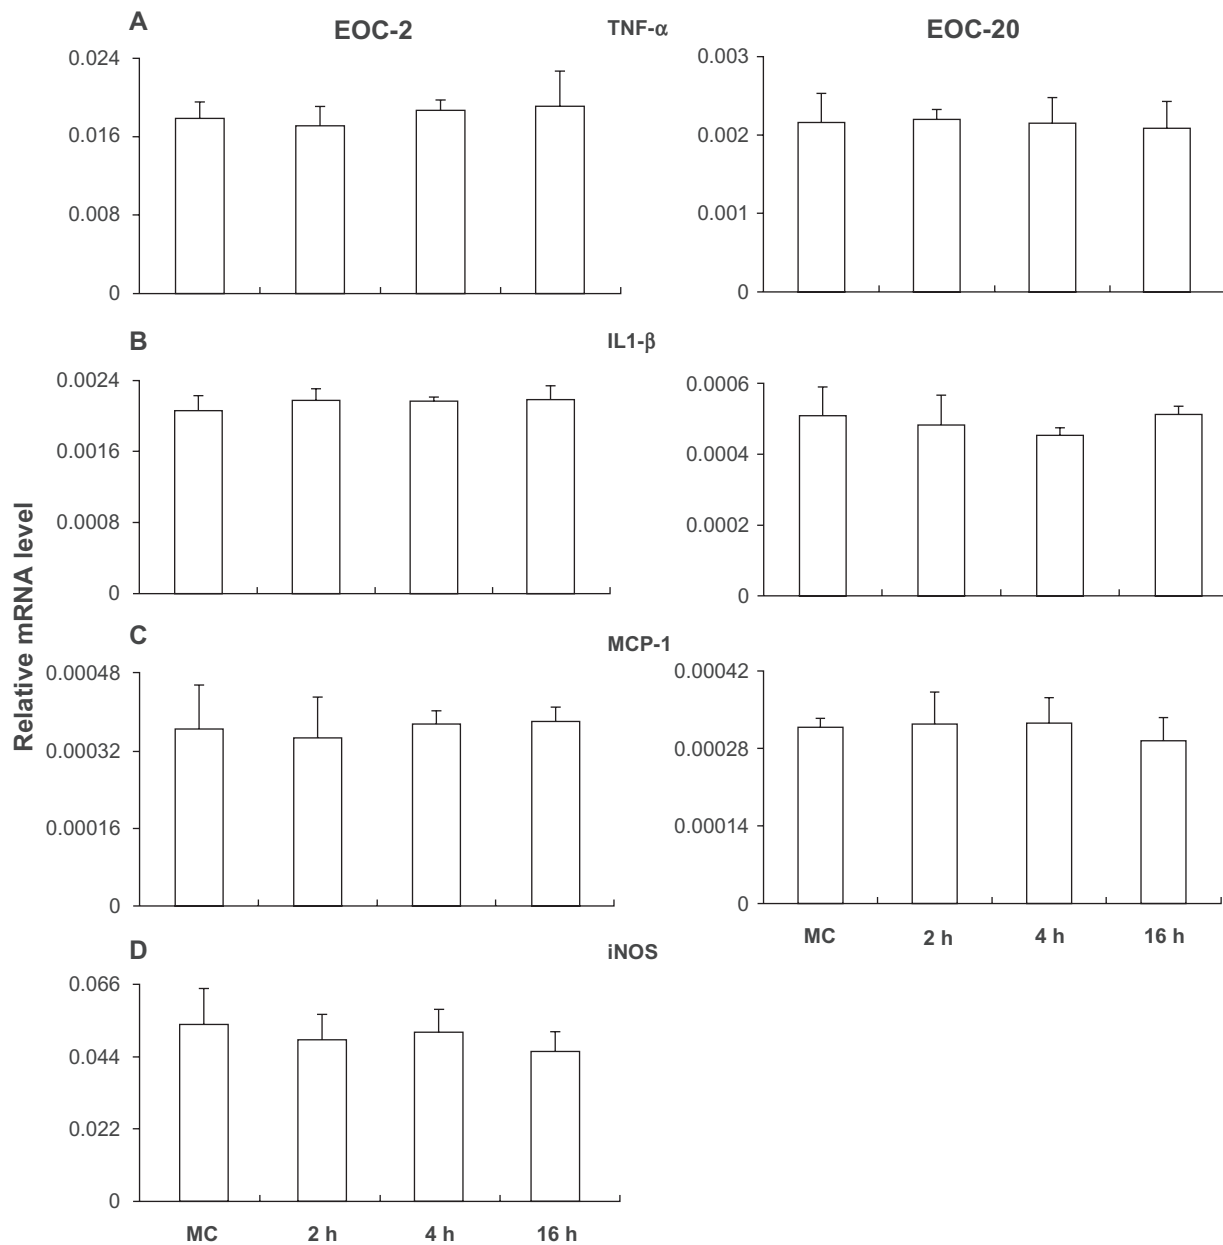 A
EOC-2
TNF-α
EOC-20
0.024
0.016
0.008
0
0.003
0.002
0.001
0
B
IL1-β
0.0024
0.0016
0.0008
0
0.0006
0.0004
0.0002
0
Relative mRNA level
C
MCP-1
0.00048
0.00032
0.00016
0
0.00042
0.00028
0.00014
0
MC 2 h 4 h 16 h
D
iNOS
0.066
0.044
0.022
0
MC 2 h 4 h 16 h